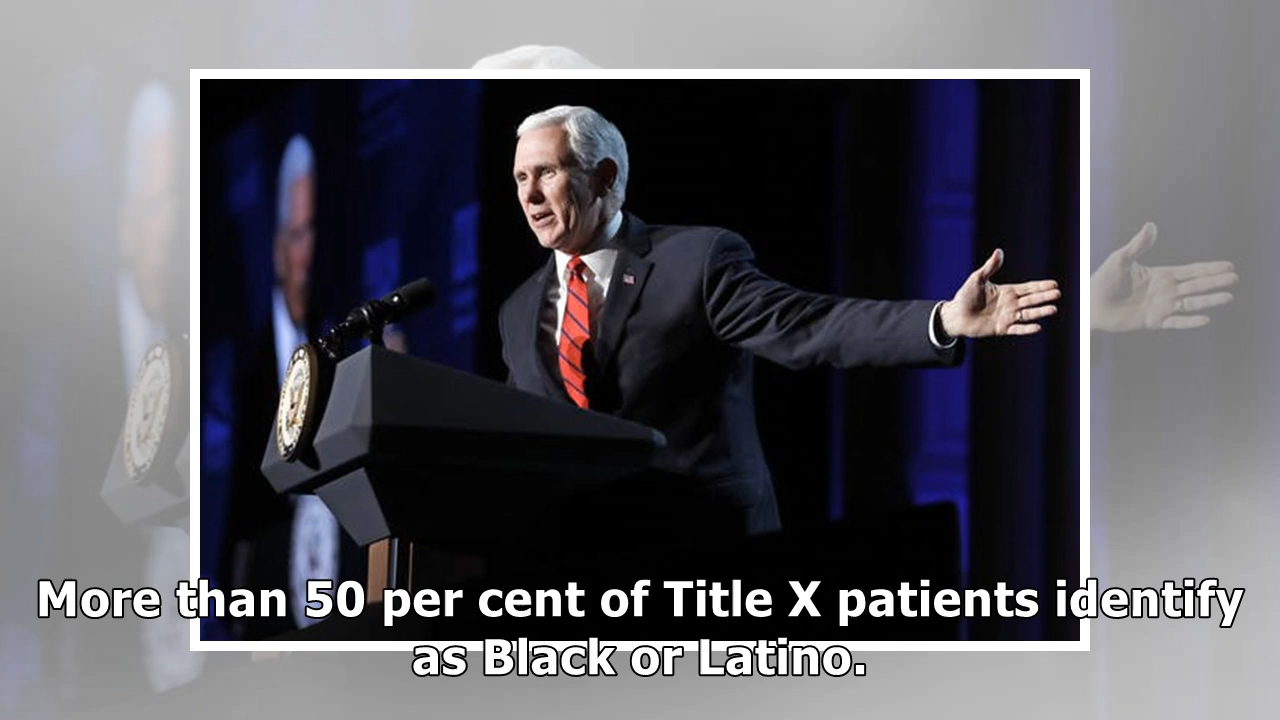 More than 50 per cent of Title X patients identify
as Black or Latino.